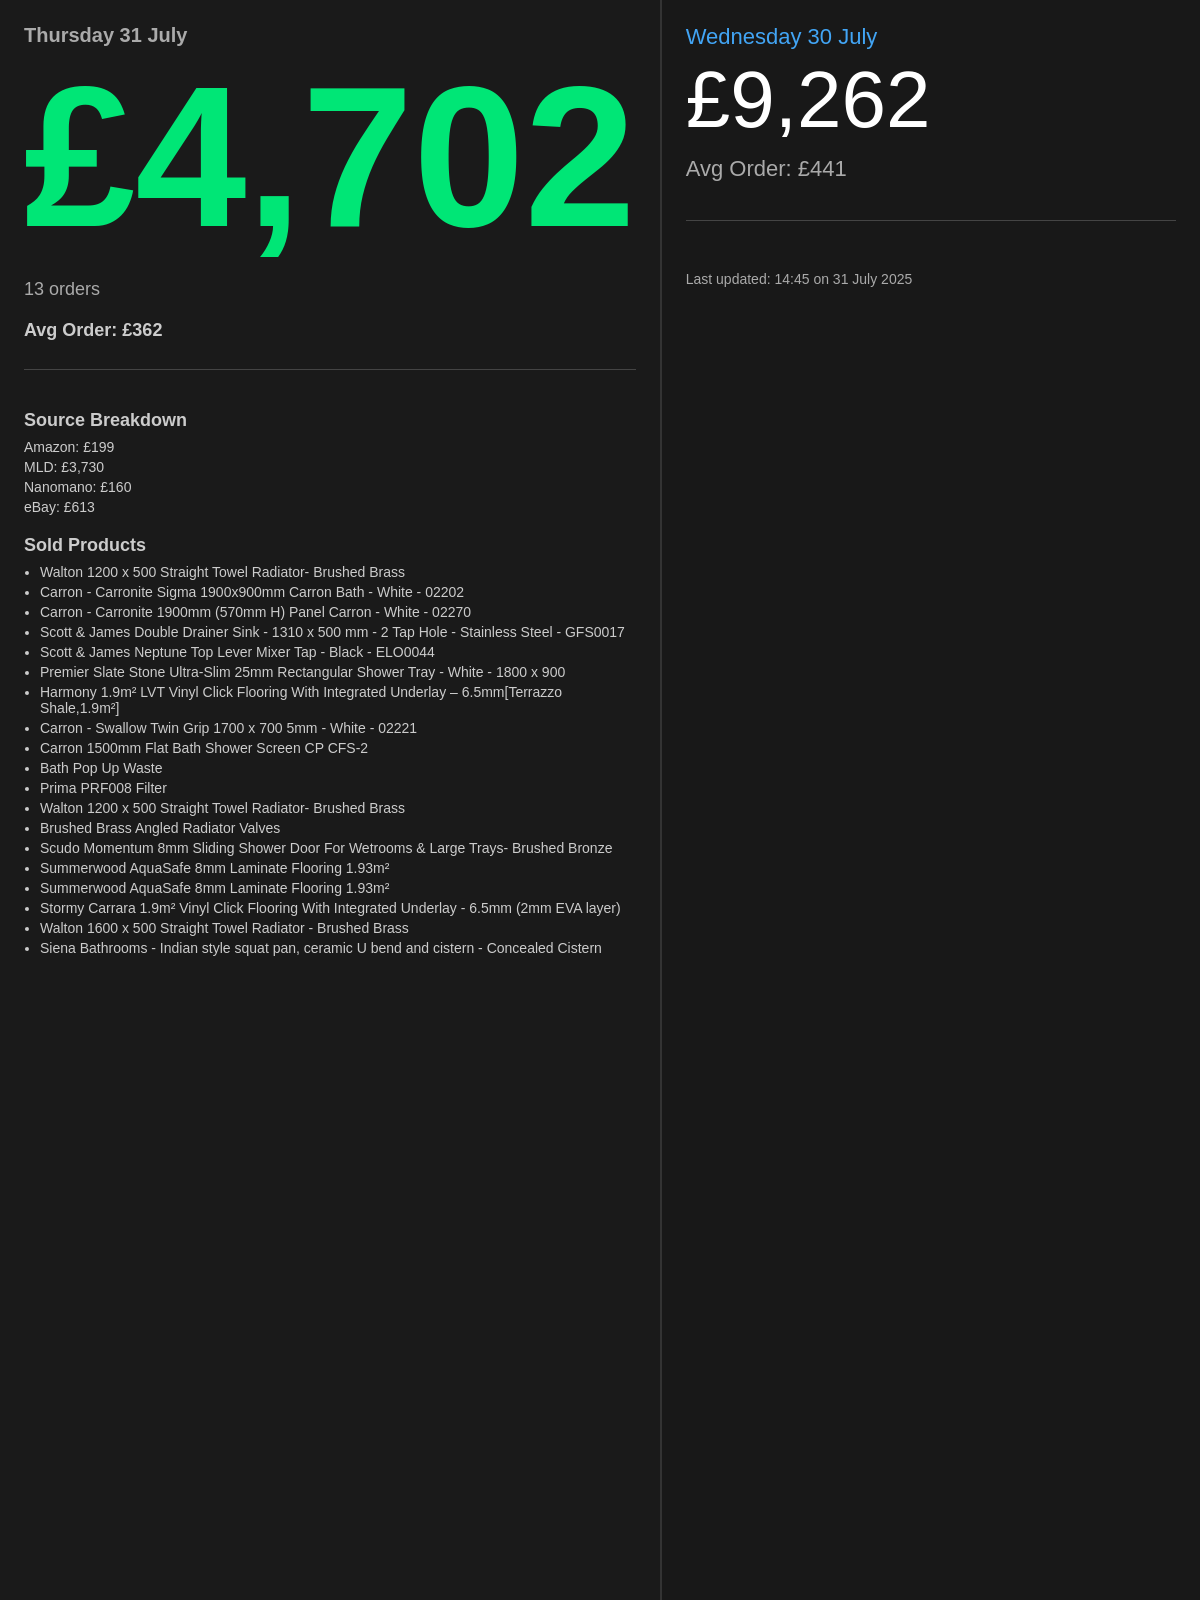 Thursday 31 July
£4,702
13 orders
Avg Order: £362
Source Breakdown
Amazon: £199
MLD: £3,730
Nanomano: £160
eBay: £613
Sold Products
• Walton 1200 x 500 Straight Towel Radiator- Brushed Brass
• Carron - Carronite Sigma 1900x900mm Carron Bath - White - 02202
• Carron - Carronite 1900mm (570mm H) Panel Carron - White - 02270
• Scott & James Double Drainer Sink - 1310 x 500 mm - 2 Tap Hole - Stainless Steel - GFS0017
• Scott & James Neptune Top Lever Mixer Tap - Black - ELO0044
• Premier Slate Stone Ultra-Slim 25mm Rectangular Shower Tray - White - 1800 x 900
• Harmony 1.9m² LVT Vinyl Click Flooring With Integrated Underlay – 6.5mm[Terrazzo
Shale,1.9m²]
• Carron - Swallow Twin Grip 1700 x 700 5mm - White - 02221
• Carron 1500mm Flat Bath Shower Screen CP CFS-2
• Bath Pop Up Waste
• Prima PRF008 Filter
• Walton 1200 x 500 Straight Towel Radiator- Brushed Brass
• Brushed Brass Angled Radiator Valves
• Scudo Momentum 8mm Sliding Shower Door For Wetrooms & Large Trays- Brushed Bronze
• Summerwood AquaSafe 8mm Laminate Flooring 1.93m²
• Summerwood AquaSafe 8mm Laminate Flooring 1.93m²
• Stormy Carrara 1.9m² Vinyl Click Flooring With Integrated Underlay - 6.5mm (2mm EVA layer)
• Walton 1600 x 500 Straight Towel Radiator - Brushed Brass
• Siena Bathrooms - Indian style squat pan, ceramic U bend and cistern - Concealed Cistern
Wednesday 30 July
£9,262
Avg Order: £441
Last updated: 14:45 on 31 July 2025